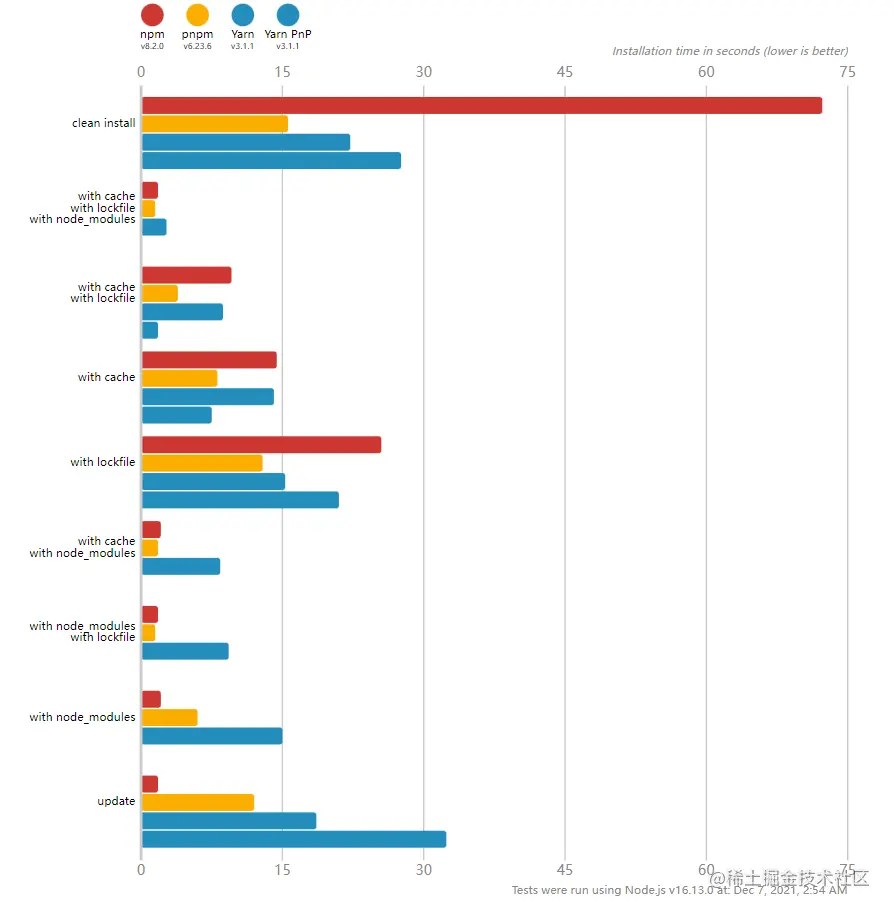 npm pnpm Yarn Yarn PnP
v8.2.0 v6.23.6 v3.1.1 v3.1.1
Installation time in seconds (lower is better)
0 15 30 45 60 75
clean install
with cache
with lockfile
with node_modules
with cache
with lockfile
with cache
with lockfile
with cache
with node_modules
with node_modules
with lockfile
with node_modules
update
0 15 30 45 60 75
@稀土掘金技术社区
Tests were run using Node.js v16.13.0 at: Dec 7, 2021, 2:54 AM